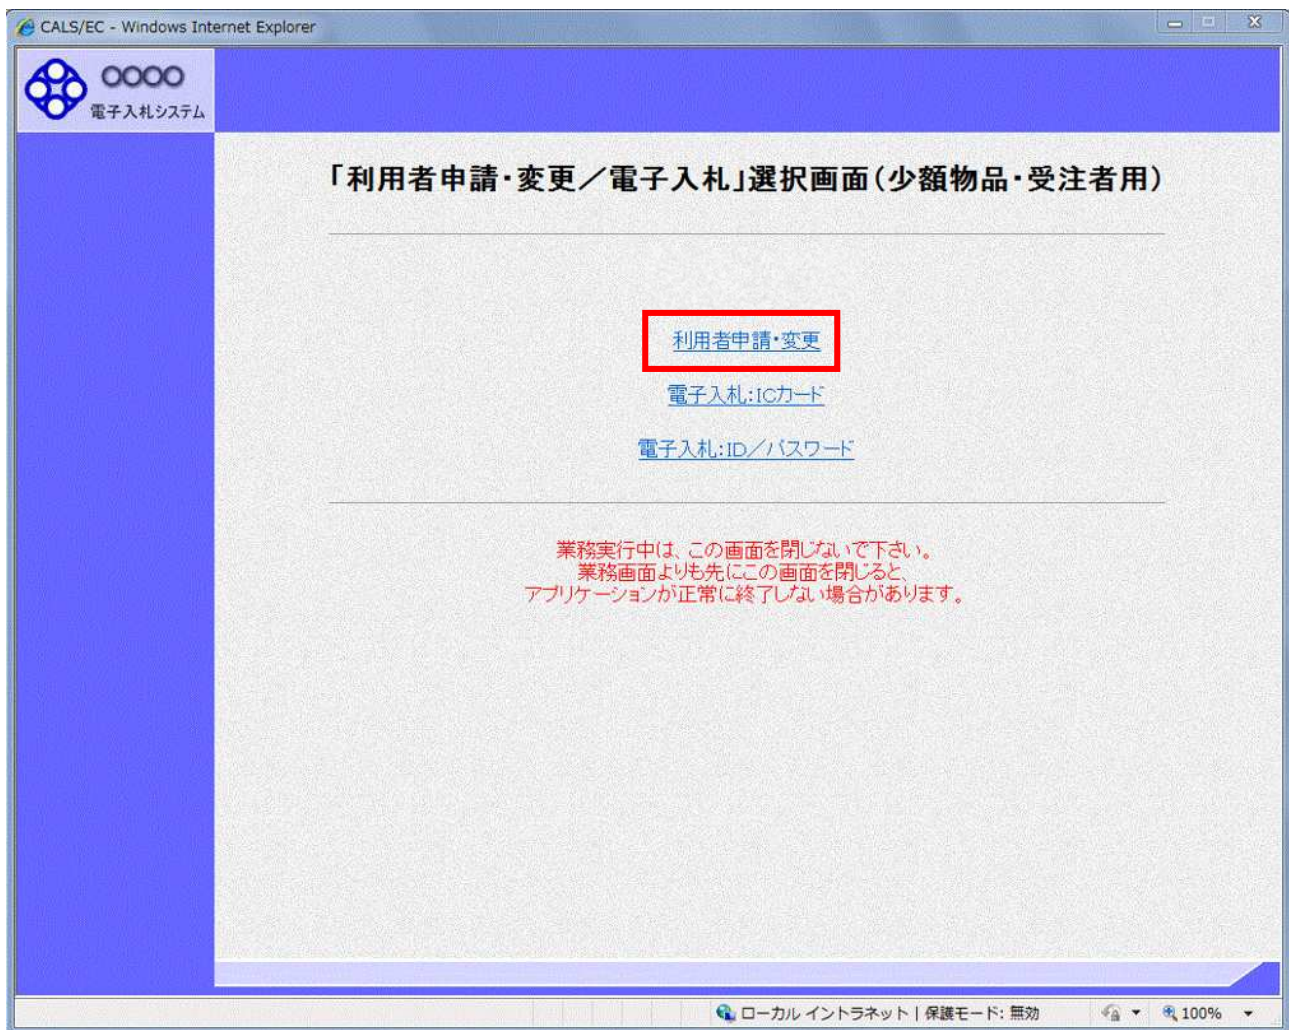 CALS/EC - Windows Internet Explorer
〇〇〇〇
電子入札システム
「利用者申請・変更／電子入札」選択画面(少額物品・受注者用)
利用者申請・変更
電子入札:ICカード
電子入札:ID／パスワード
業務実行中は、この画面を閉じないで下さい。
業務画面よりも先にこの画面を閉じると、
アプリケーションが正常に終了しない場合があります。
ローカル イントラネット | 保護モード: 無効
100%